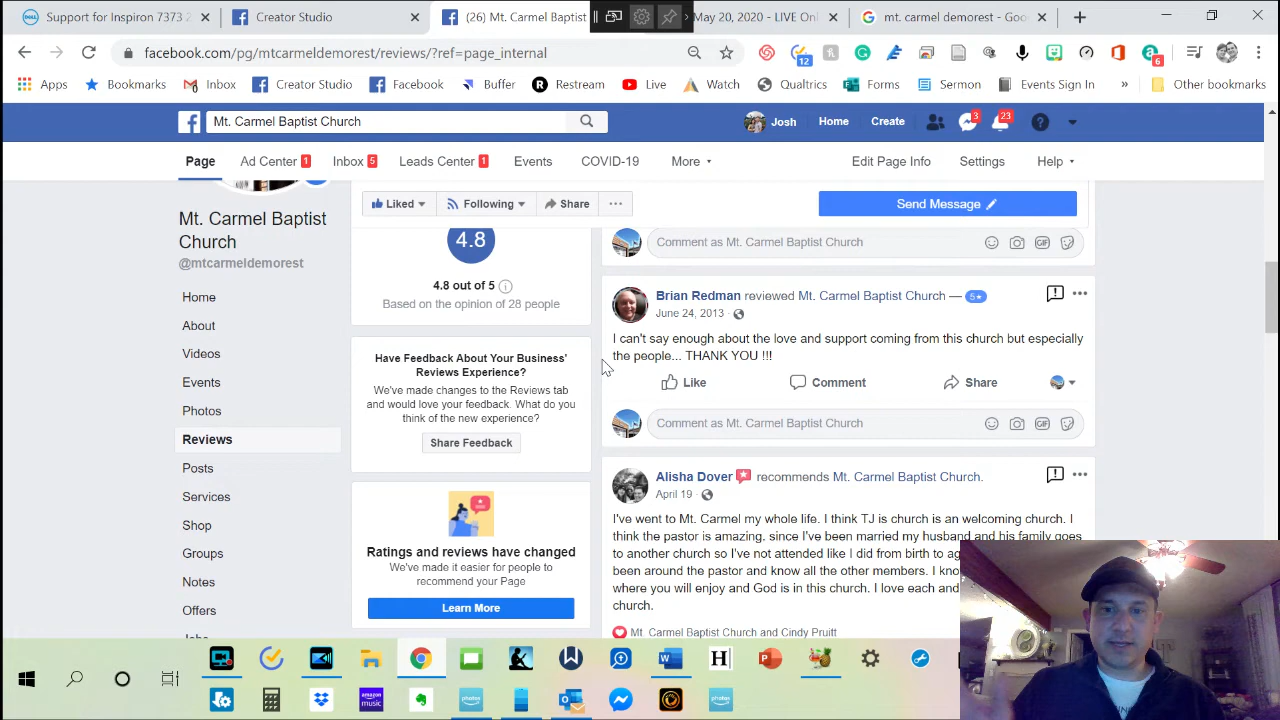 Support for Inspiron 7373 2
Creator Studio
(26) Mt. Carmel Baptist
May 20, 2020 - LIVE Onl
mt. carmel demorest - Goo
facebook.com/pg/mtcarmeldemorest/reviews/?ref=page_internal
12
6
Apps
Bookmarks
Inbox
Creator Studio
Facebook
Buffer
Restream
Live
Watch
Qualtrics
Forms
Sermon
Events Sign In
»
Other bookmarks
Mt. Carmel Baptist Church
Josh
Home
Create
3
23
Page
Ad Center 1
Inbox 5
Leads Center 1
Events
COVID-19
More
Edit Page Info
Settings
Help
Mt. Carmel Baptist
Church
@mtcarmeldemorest
Home
About
Videos
Events
Photos
Reviews
Posts
Services
Shop
Groups
Notes
Offers
Liked
Following
Share
Send Message
4.8
4.8 out of 5
Based on the opinion of 28 people
Have Feedback About Your Business'
Reviews Experience?
We've made changes to the Reviews tab
and would love your feedback. What do you
think of the new experience?
Share Feedback
Ratings and reviews have changed
We've made it easier for people to
recommend your Page
Learn More
Comment as Mt. Carmel Baptist Church
GIF
Brian Redman reviewed Mt. Carmel Baptist Church — 5★
June 24, 2013
I can't say enough about the love and support coming from this church but especially
the people... THANK YOU !!!
Like
Comment
Share
Comment as Mt. Carmel Baptist Church
GIF
Alisha Dover recommends Mt. Carmel Baptist Church.
April 19
I've went to Mt. Carmel my whole life. I think TJ is church is an welcoming church. I
think the pastor is amazing. since I've been married my husband and his family goes
to another church so I've not attended like I did from birth to ag
been around the pastor and know all the other members. I kno
where you will enjoy and God is in this church. I love each and
church.
Mt. Carmel Baptist Church and Cindy Pruitt